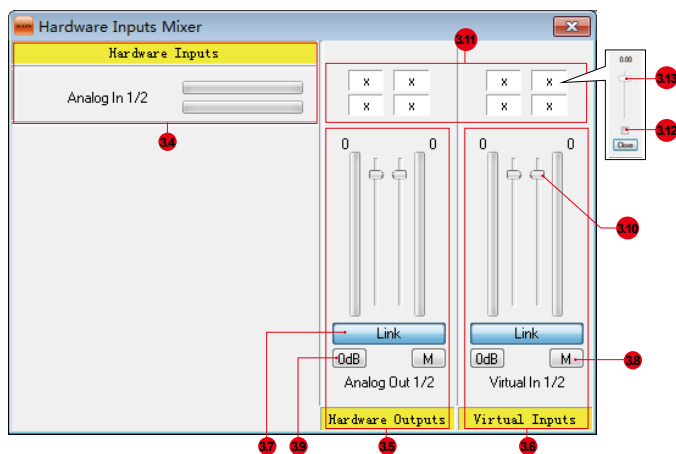 Hardware Inputs Mixer
3.11
Hardware Inputs
Analog In 1/2
x x x x
x x x x
0.00
3.13
3.12
Close
3.4
0 0 0 0
3.10
Link Link
0dB M 0dB M
3.8
Analog Out 1/2 Virtual In 1/2
Hardware Outputs Virtual Inputs
3.7 3.9 3.5 3.6